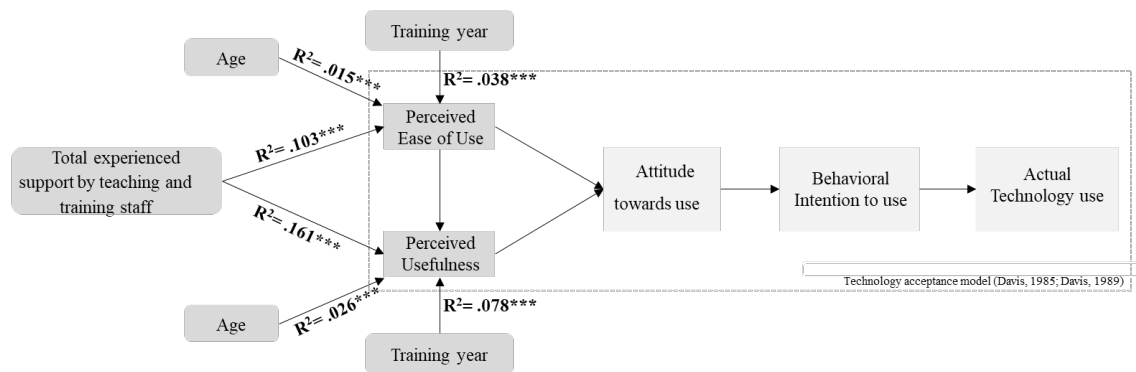 Training year
Age
R²= .015***
R²= .038***
Perceived
Ease of Use
R²= .103***
Total experienced
support by teaching and
training staff
Attitude
towards use
Behavioral
Intention to use
Actual
Technology use
R²= .161***
Perceived
Usefulness
Technology acceptance model (Davis, 1985; Davis, 1989)
Age
R²= .026***
R²= .078***
Training year